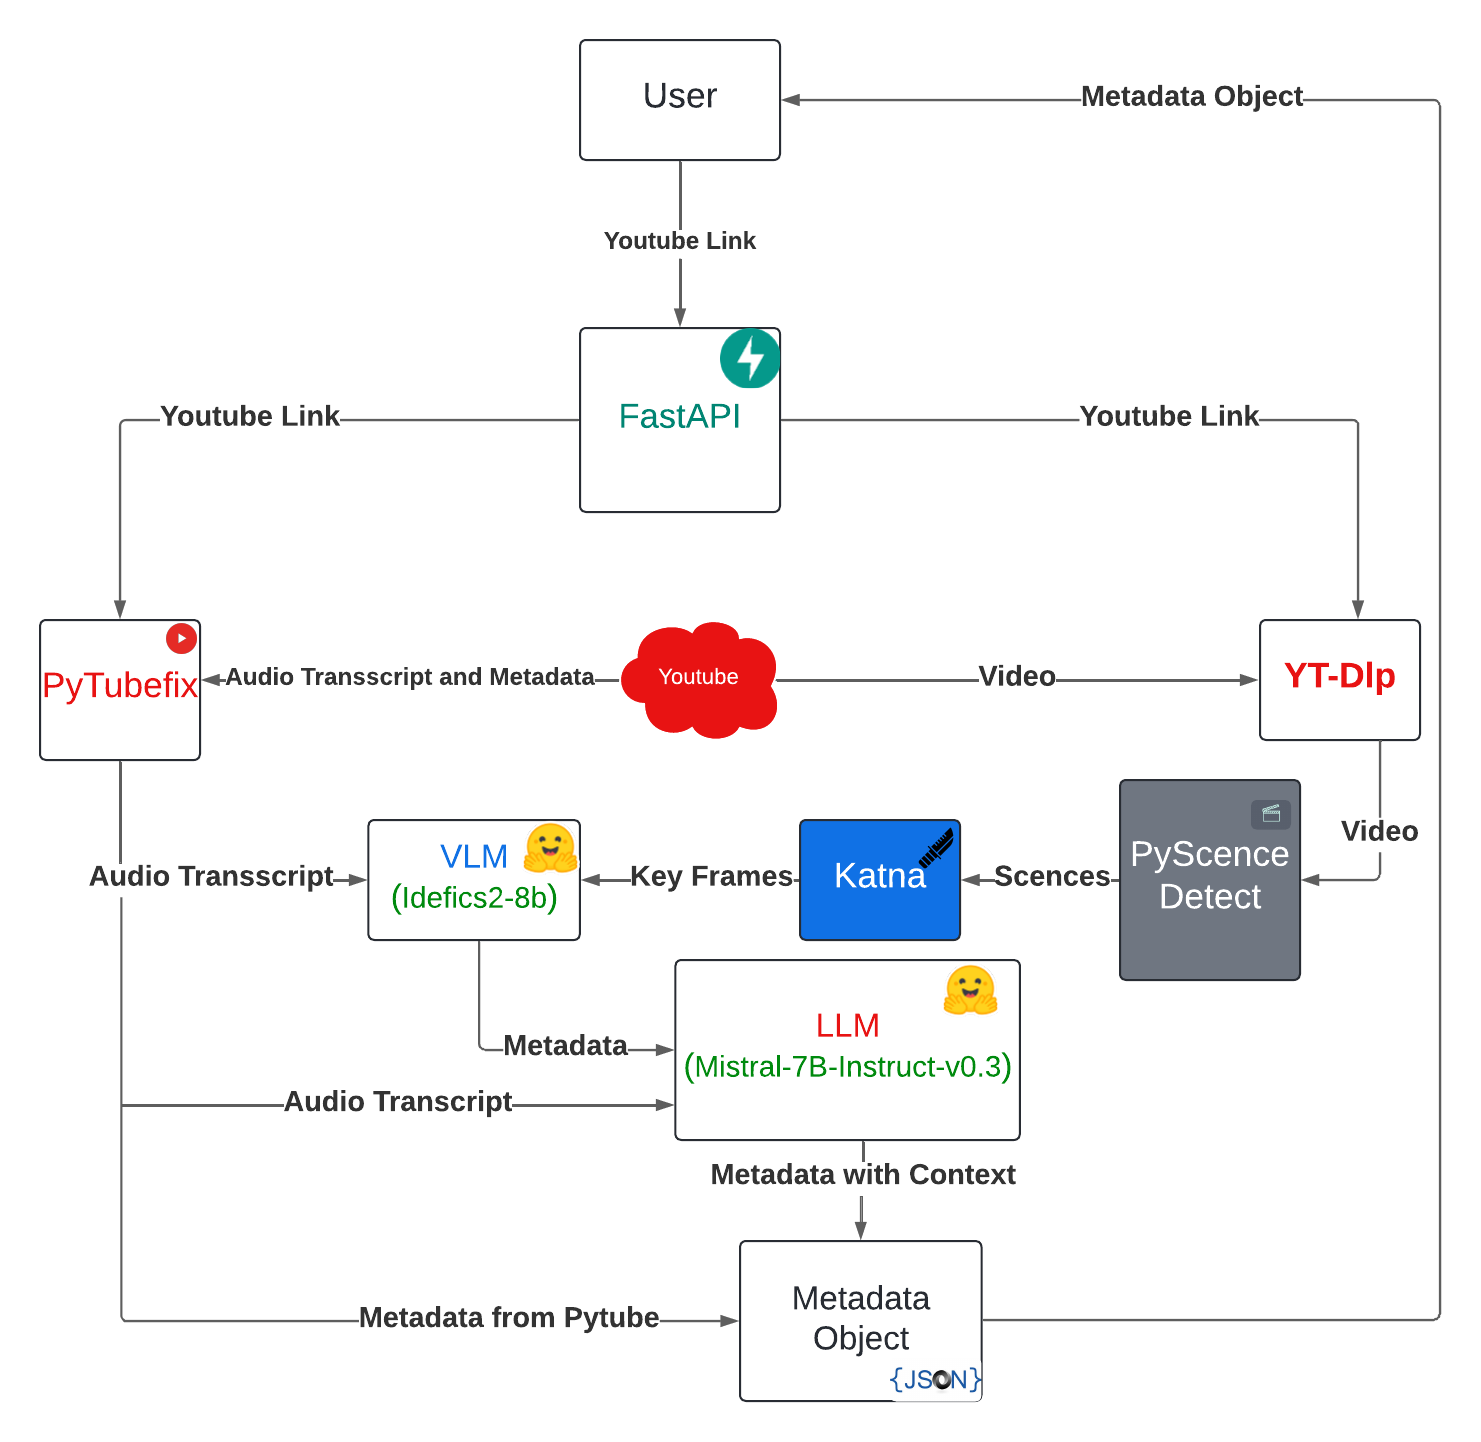 User
Metadata Object
Youtube Link
FastAPI
Youtube Link
Youtube Link
PyTubefix
Audio Transscript and Metadata
Youtube
Video
YT-Dlp
Video
Audio Transscript
VLM
(Idefics2-8b)
Key Frames
Katna
Scences
PyScence
Detect
LLM
(Mistral-7B-Instruct-v0.3)
Metadata
Audio Transcript
Metadata with Context
Metadata from Pytube
Metadata
Object
{JSON}